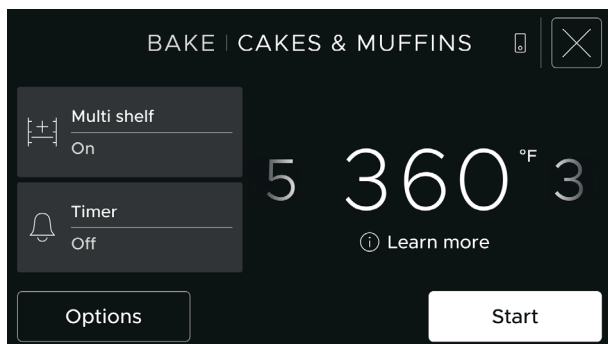 BAKE | CAKES & MUFFINS
Multi shelf
On
5 360 °F 3
Timer
Off
Learn more
Options
Start